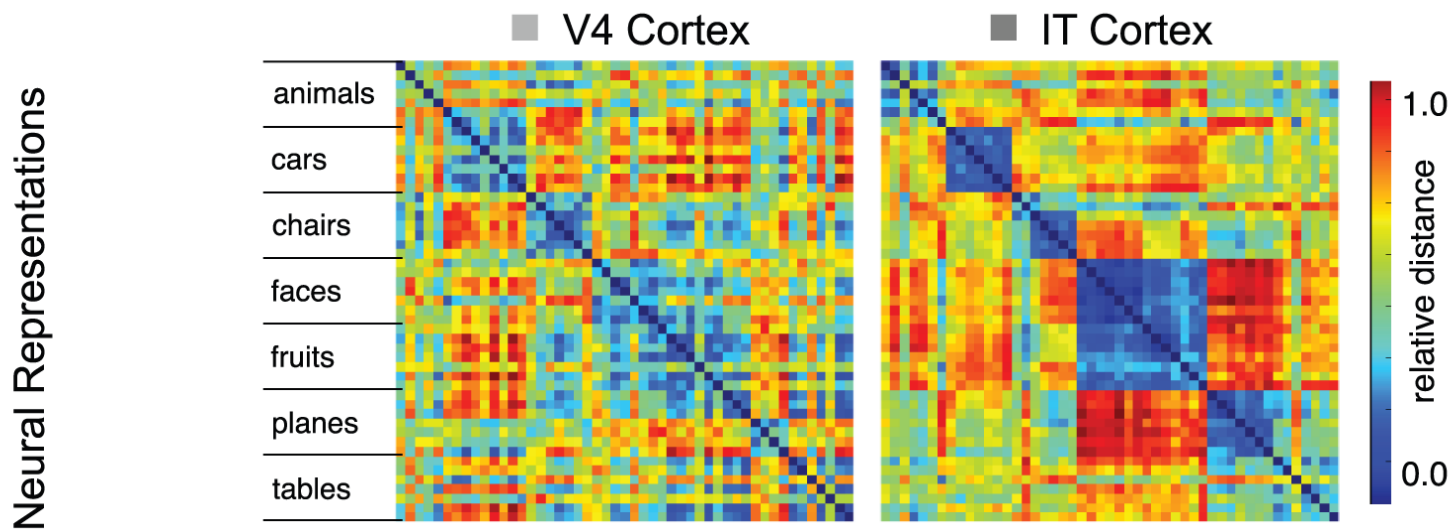 V4 Cortex
IT Cortex
Neural Representations
animals
cars
chairs
faces
fruits
planes
tables
1.0
relative distance
0.0